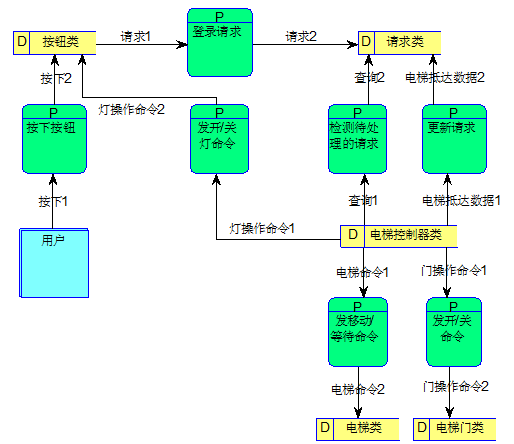 P
登录请求
D 按钮类
请求1
请求2
D 请求类
按下2
灯操作命令2
查询2
电梯抵达数据2
P
按下按钮
P
发开/关
灯命令
P
检测待处
理的请求
P
更新请求
按下1
查询1
电梯抵达数据1
用户
灯操作命令1
D 电梯控制器类
电梯命令1
门操作命令1
P
发移动/
等待命令
P
发开/关
命令
电梯命令2
门操作命令2
D 电梯类
D 电梯门类